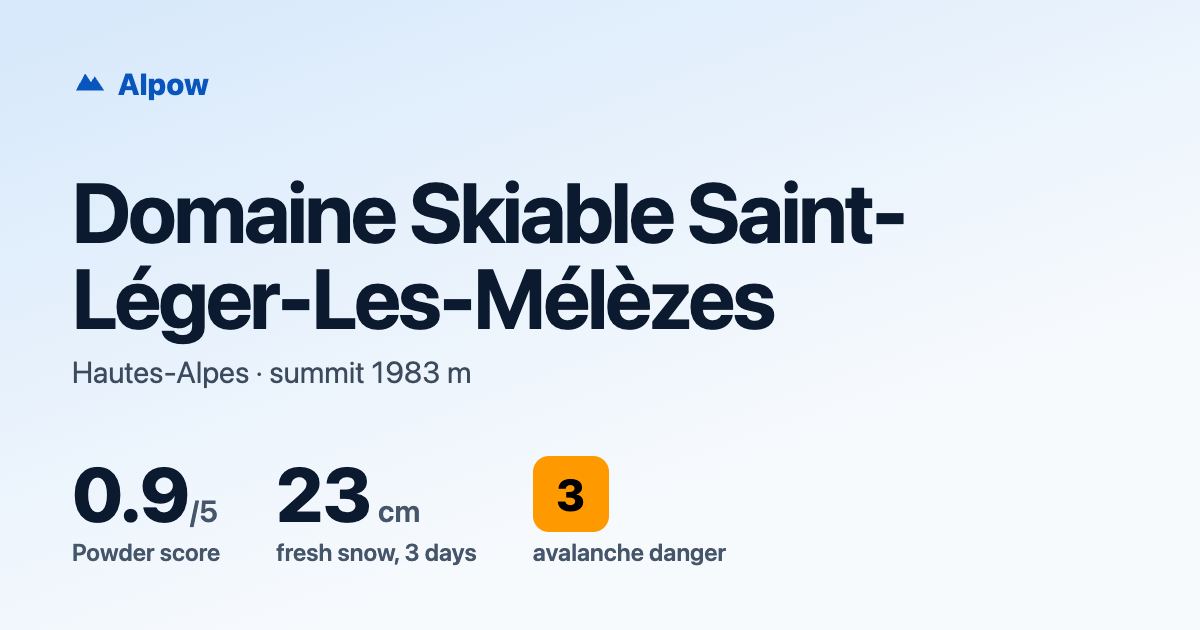 Alpow
Domaine Skiable Saint-
Léger-Les-Mélèzes
Hautes-Alpes · summit 1983 m
0.9/5 23 cm 3
Powder score fresh snow, 3 days avalanche danger